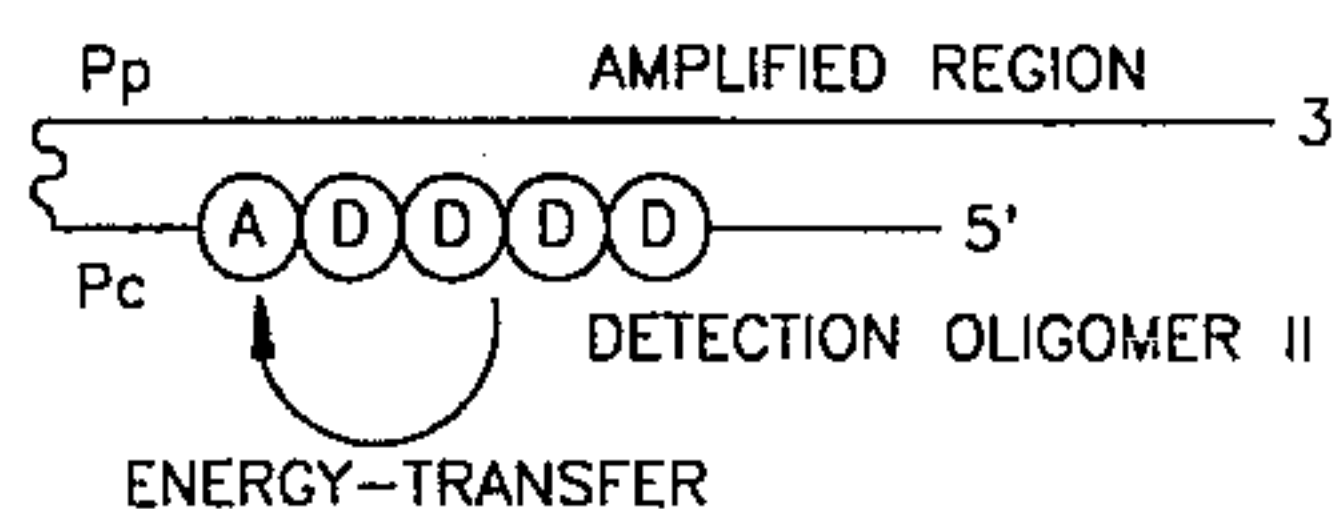 Pp AMPLIFIED REGION
3
A D D D D 5'
Pc
DETECTION OLIGOMER II
ENERGY-TRANSFER